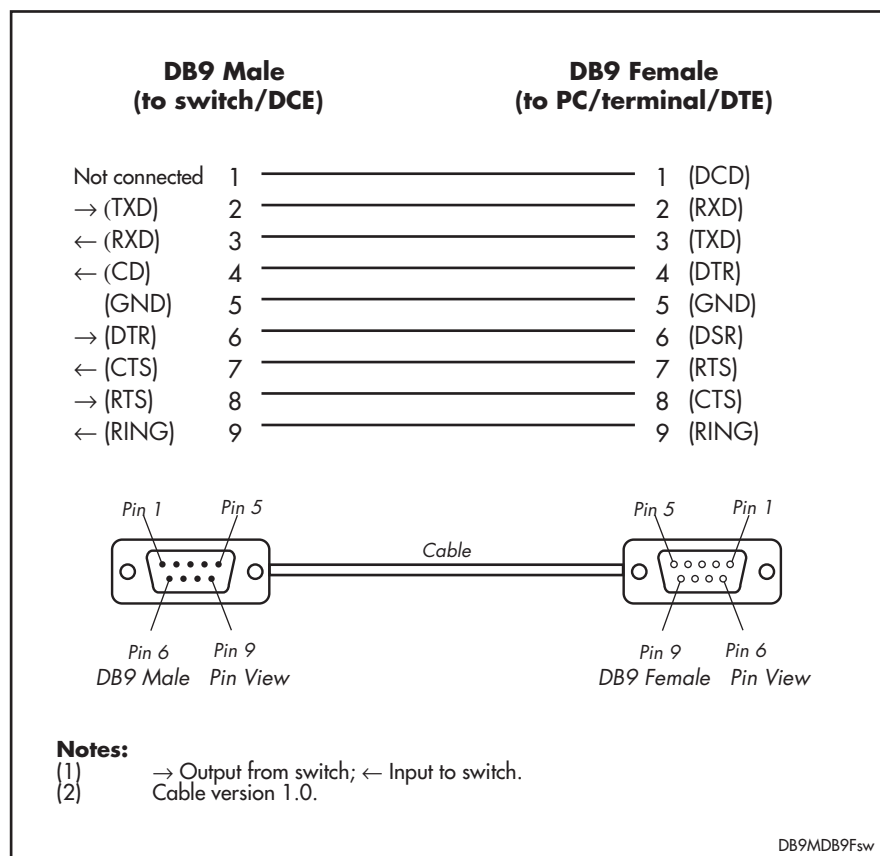 DB9 Male DB9 Female
(to switch/DCE) (to PC/terminal/DTE)
Not connected 1 1 (DCD)
→ (TXD) 2 2 (RXD)
← (RXD) 3 3 (TXD)
← (CD) 4 4 (DTR)
(GND) 5 5 (GND)
→ (DTR) 6 6 (DSR)
← (CTS) 7 7 (RTS)
→ (RTS) 8 8 (CTS)
← (RING) 9 9 (RING)
Pin 1 Pin 5 Pin 5 Pin 1
Cable
Pin 6 Pin 9 Pin 9 Pin 6
DB9 Male Pin View DB9 Female Pin View
Notes:
(1) → Output from switch; ← Input to switch.
(2) Cable version 1.0.
DB9MDB9Fsw